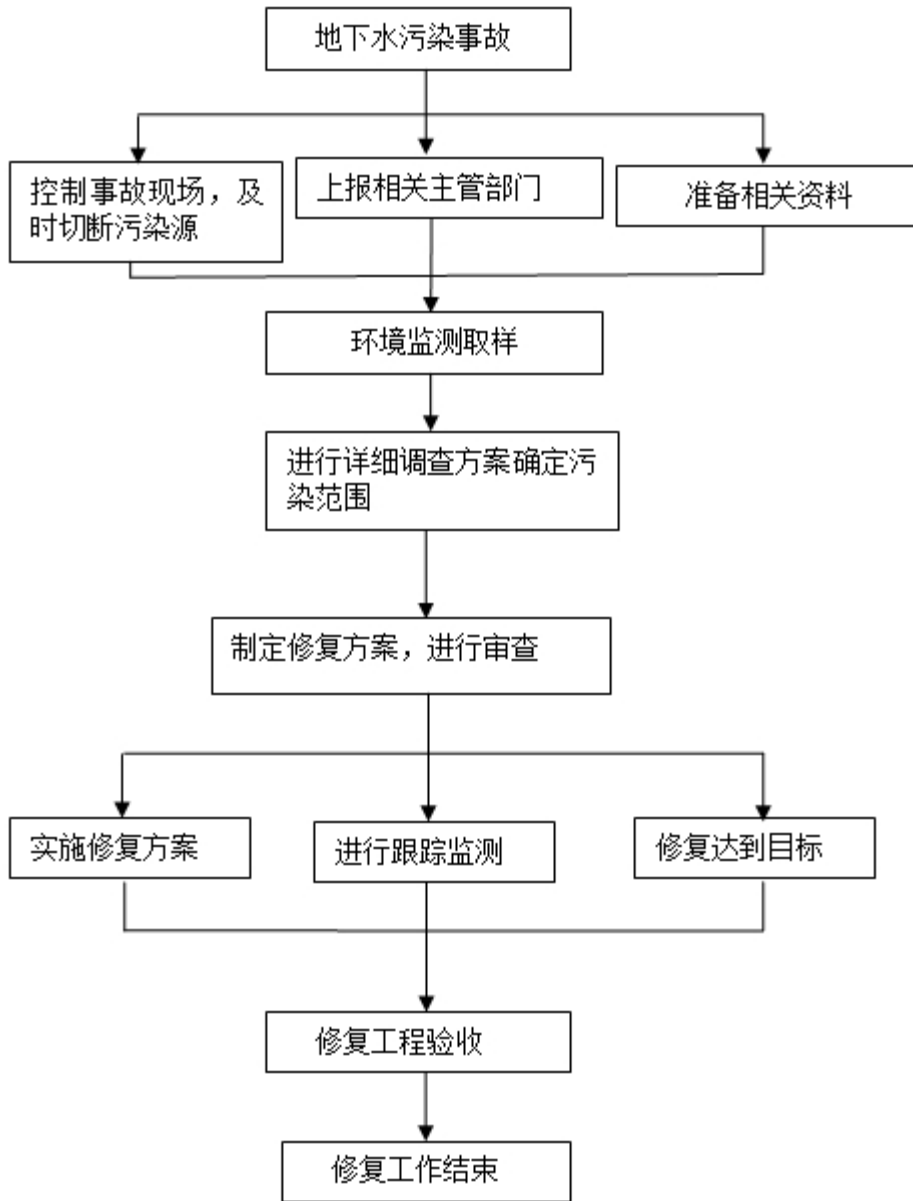 地下水污染事故
控制事故现场，及
时切断污染源
上报相关主管部门
准备相关资料
环境监测取样
进行详细调查方案确定污
染范围
制定修复方案，进行审查
实施修复方案
进行跟踪监测
修复达到目标
修复工程验收
修复工作结束